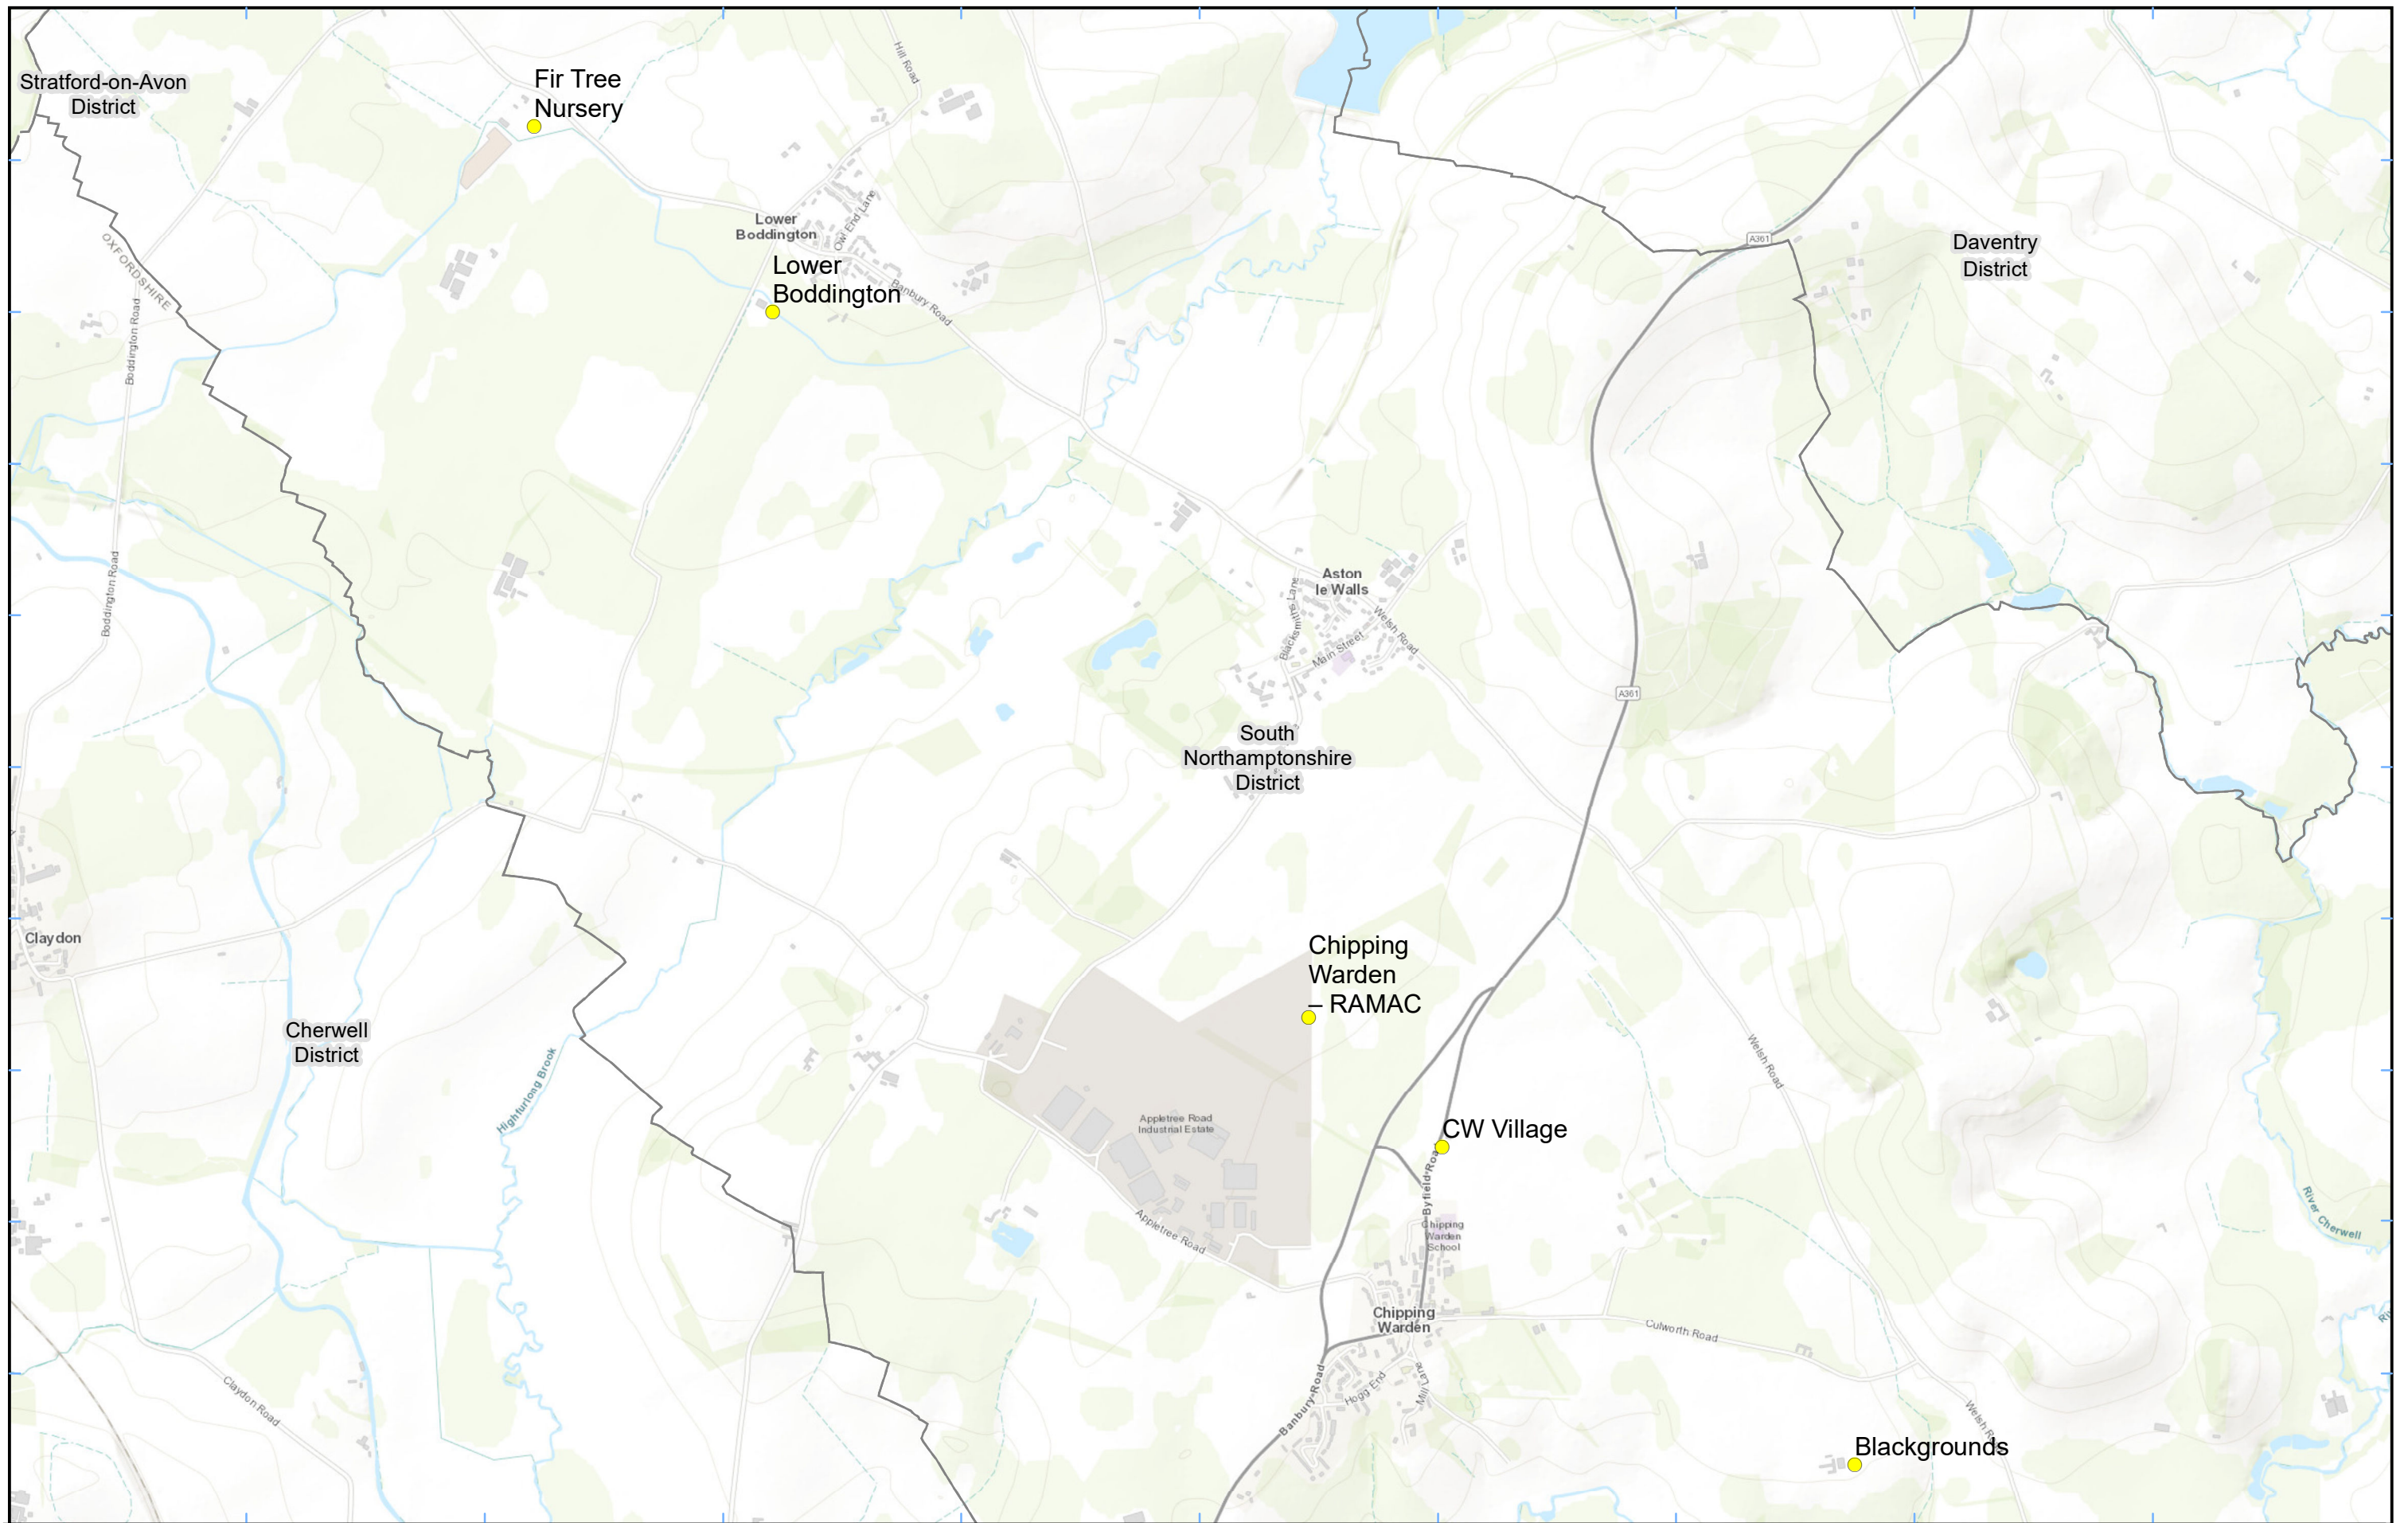 Stratford-on-Avon
District
Fir Tree
Nursery
Hill Road
OXFORDSHIRE
Lower
Boddington
Owl End Lane
Lower
Boddington
Banbury Road
A361
Daventry
District
Boddington Road
Boddington Road
Aston
le Walls
Blacksmiths Lane
Main Street
Welsh Road
A361
South
Northamptonshire
District
Claydon
Chipping
Warden
– RAMAC
Cherwell
District
Highfurlong Brook
Welsh Road
Appletree Road
Industrial Estate
CW Village
Byfield Roa
Appletree Road
Chipping
Warden
School
River Cherwell
Chipping
Warden
Culworth Road
Claydon Road
Banbury Road
Hogg End
Mill Lane
Welsh R
Blackgrounds